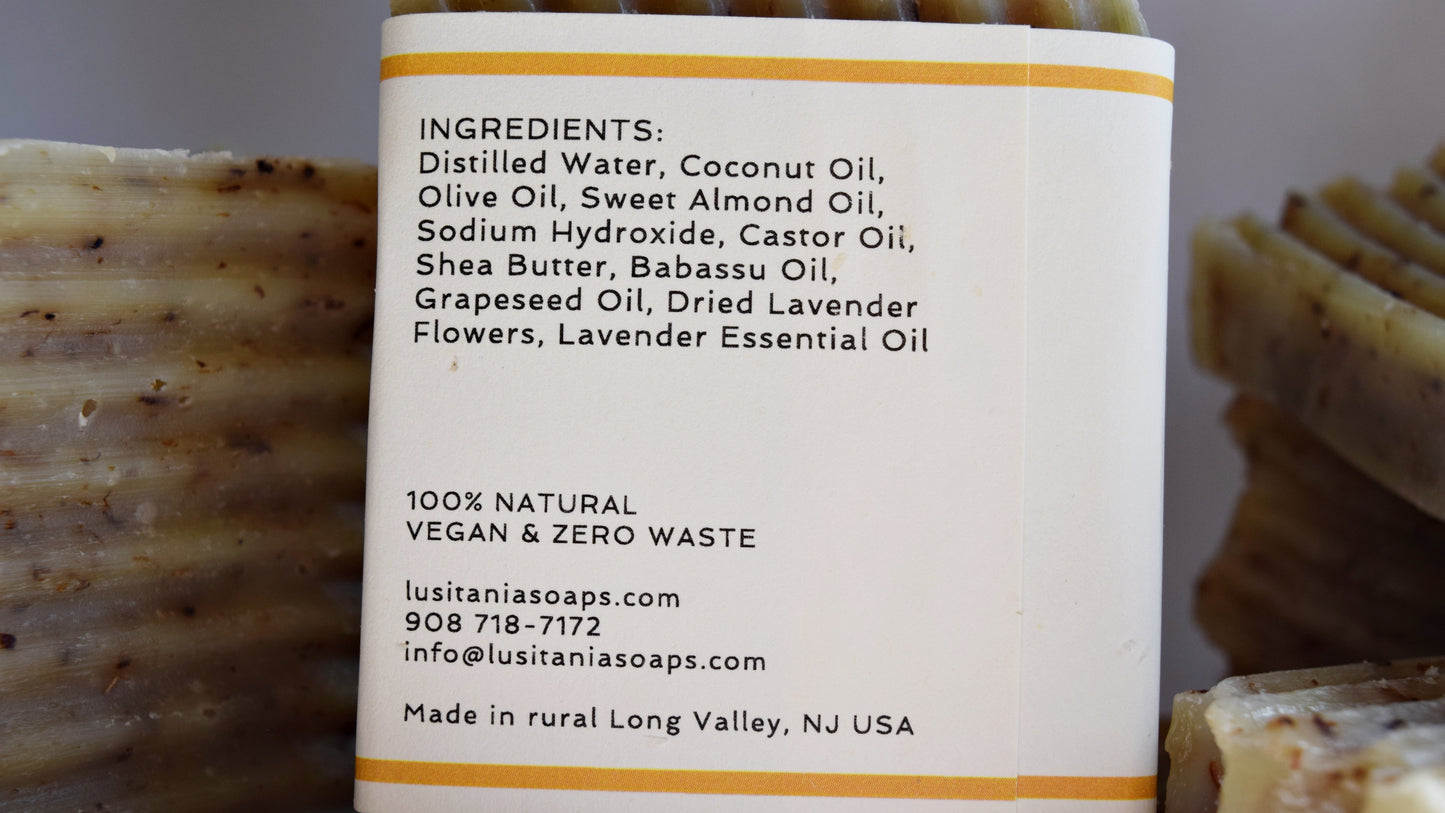 INGREDIENTS:
Distilled Water, Coconut Oil,
Olive Oil, Sweet Almond Oil,
Sodium Hydroxide, Castor Oil,
Shea Butter, Babassu Oil,
Grapeseed Oil, Dried Lavender
Flowers, Lavender Essential Oil
100% NATURAL
VEGAN & ZERO WASTE
lusitaniasoaps.com
908 718-7172
info@lusitaniasoaps.com
Made in rural Long Valley, NJ USA